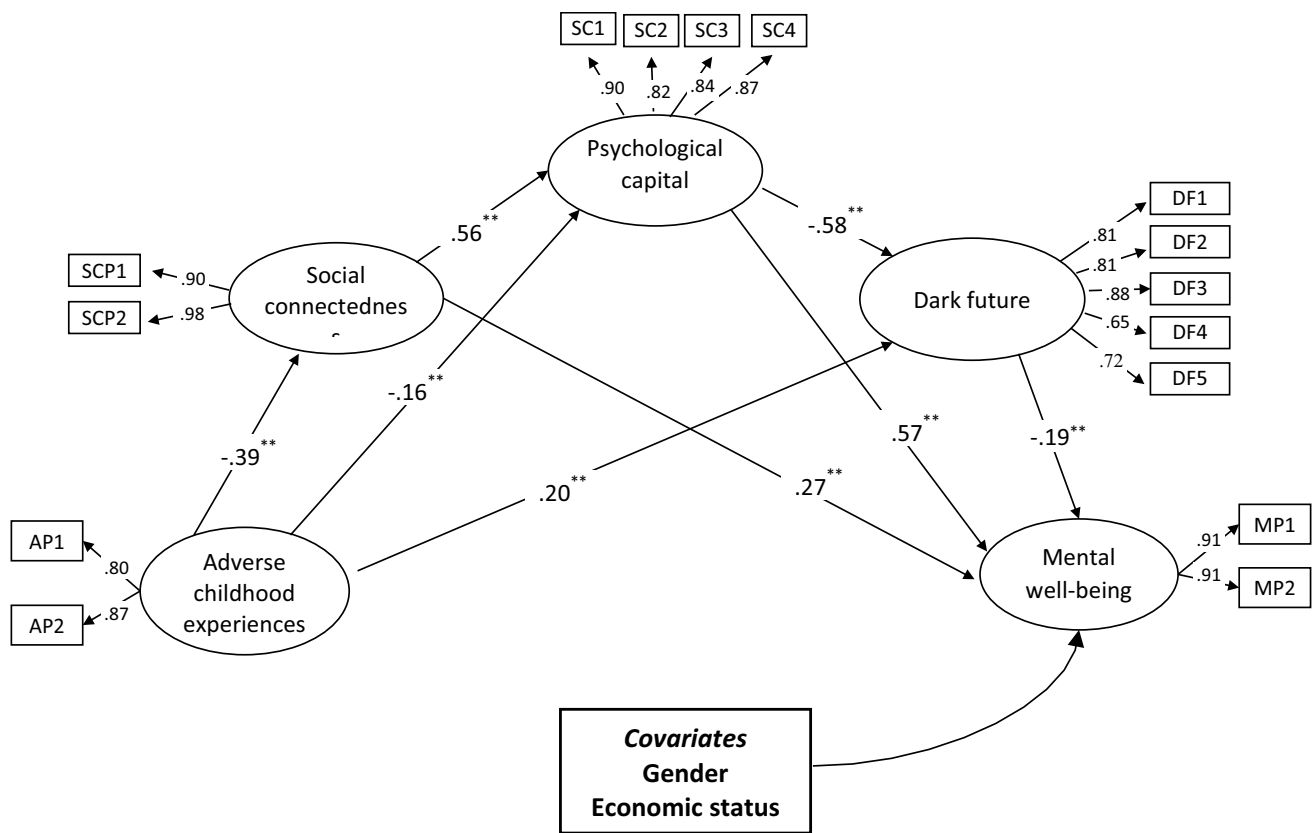 SC1
SC2
SC3
SC4
.90
.82
.84
.87
Psychological
capital
.56**
-.58**
DF1
DF2
DF3
DF4
DF5
.81
.81
.88
.65
.72
SCP1
SCP2
.90
.98
Social
connectednes
Dark future
-.16**
-.39**
.57**
-.19**
.20**
.27**
AP1
AP2
.80
.87
Adverse
childhood
experiences
Mental
well-being
.91
.91
MP1
MP2
Covariates
Gender
Economic status